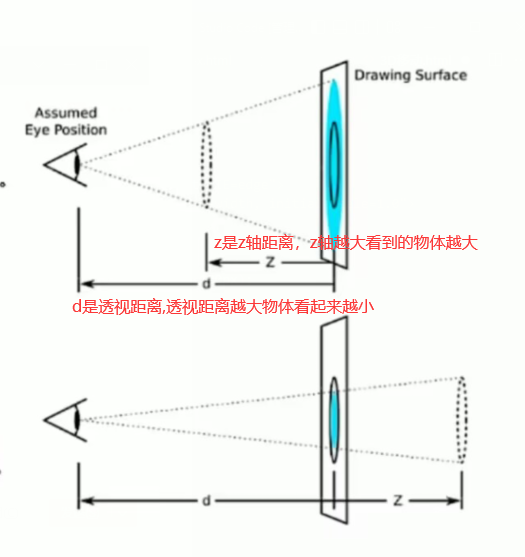 Drawing Surface
Assumed
Eye Position
。
z是z轴距离，z轴越大看到的物体越大
Z
d
d是透视距离,透视距离越大物体看起来越小
d
Z